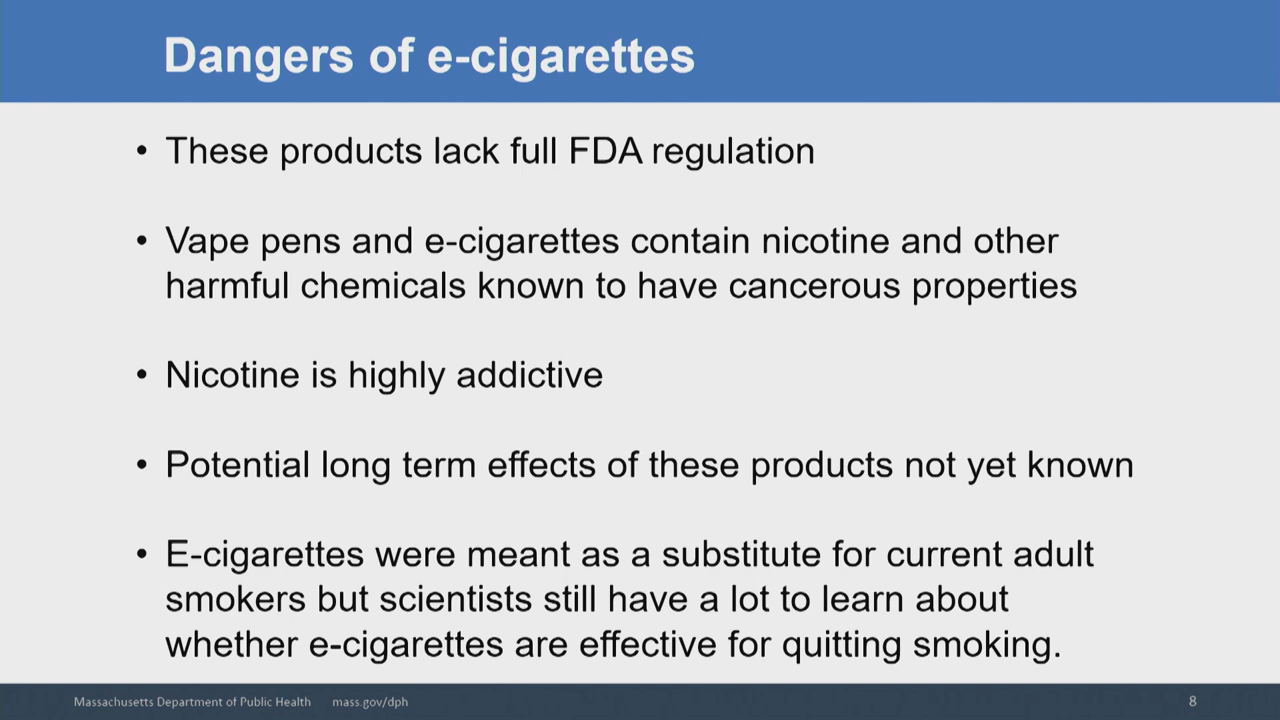 Dangers of e-cigarettes
• These products lack full FDA regulation
• Vape pens and e-cigarettes contain nicotine and other
harmful chemicals known to have cancerous properties
• Nicotine is highly addictive
• Potential long term effects of these products not yet known
• E-cigarettes were meant as a substitute for current adult
smokers but scientists still have a lot to learn about
whether e-cigarettes are effective for quitting smoking.
Massachusetts Department of Public Health mass.gov/dph 8